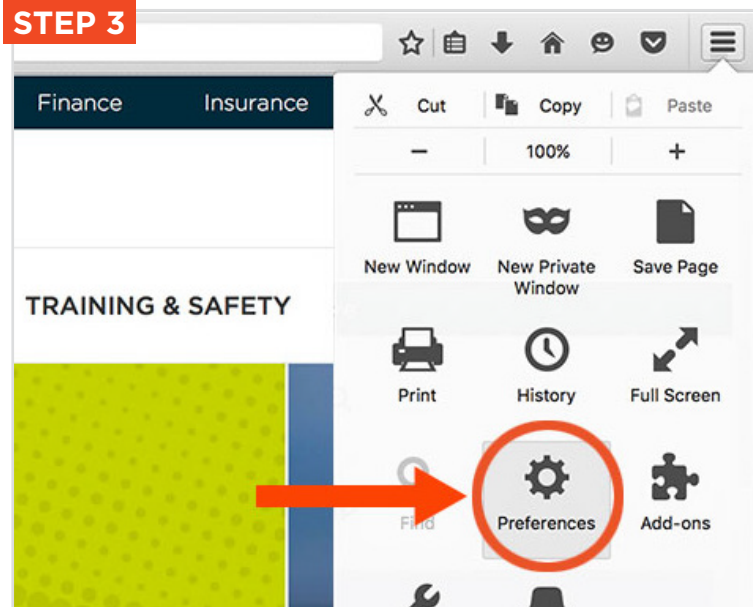 STEP 3
Finance Insurance
Cut Copy Paste
− 100% +
New Window New Private Window Save Page
TRAINING & SAFETY
Print History Full Screen
Find Preferences Add-ons